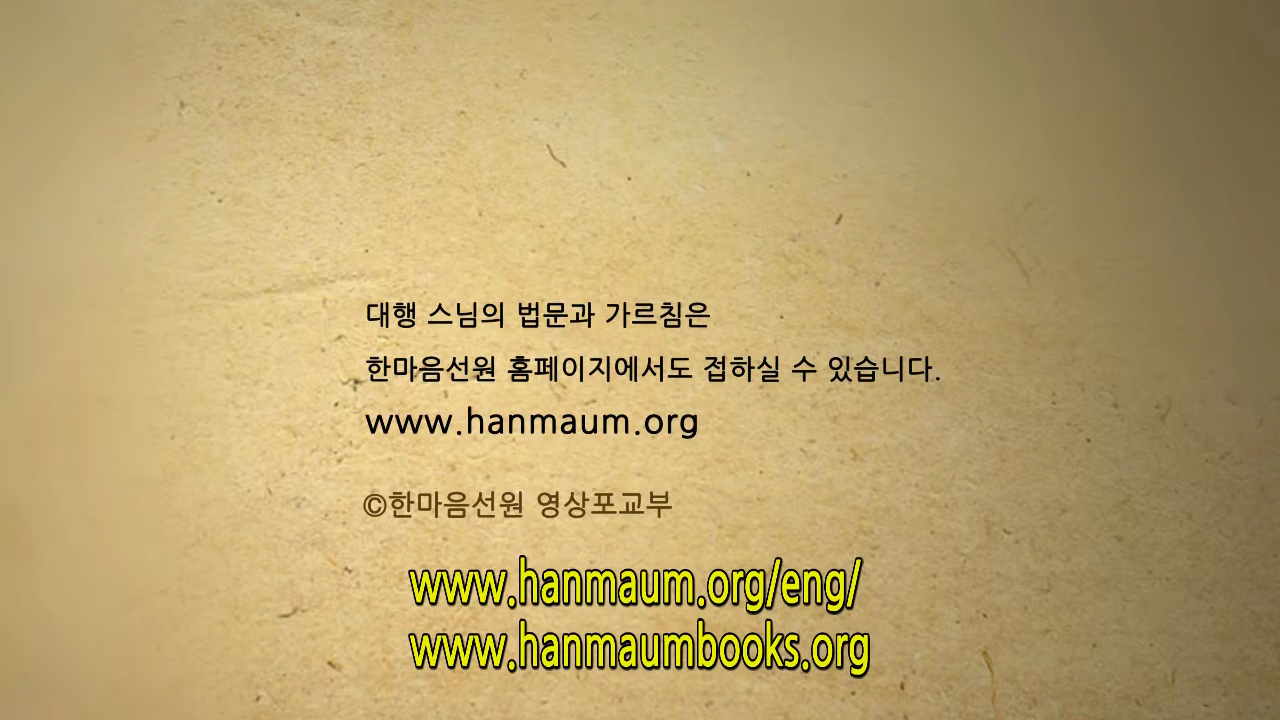 대행 스님의 법문과 가르침은
한마음선원 홈페이지에서도 접하실 수 있습니다.
www.hanmaum.org
©한마음선원 영상포교부
www.hanmaum.org/eng/
www.hanmaumbooks.org